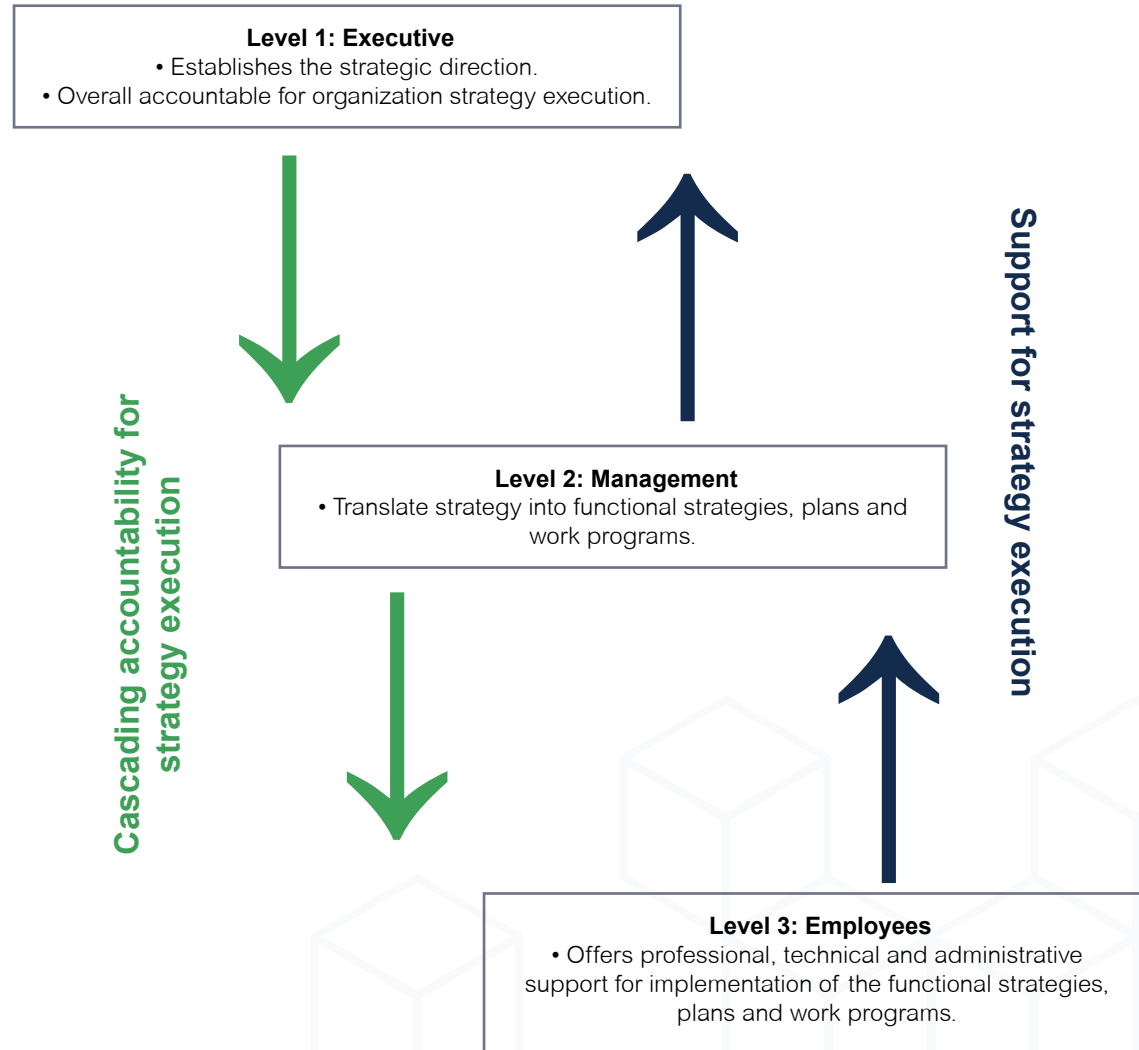 Level 1: Executive
• Establishes the strategic direction.
• Overall accountable for organization strategy execution.
Cascading accountability for
strategy execution
Support for strategy execution
Level 2: Management
• Translate strategy into functional strategies, plans and
work programs.
Level 3: Employees
• Offers professional, technical and administrative
support for implementation of the functional strategies,
plans and work programs.